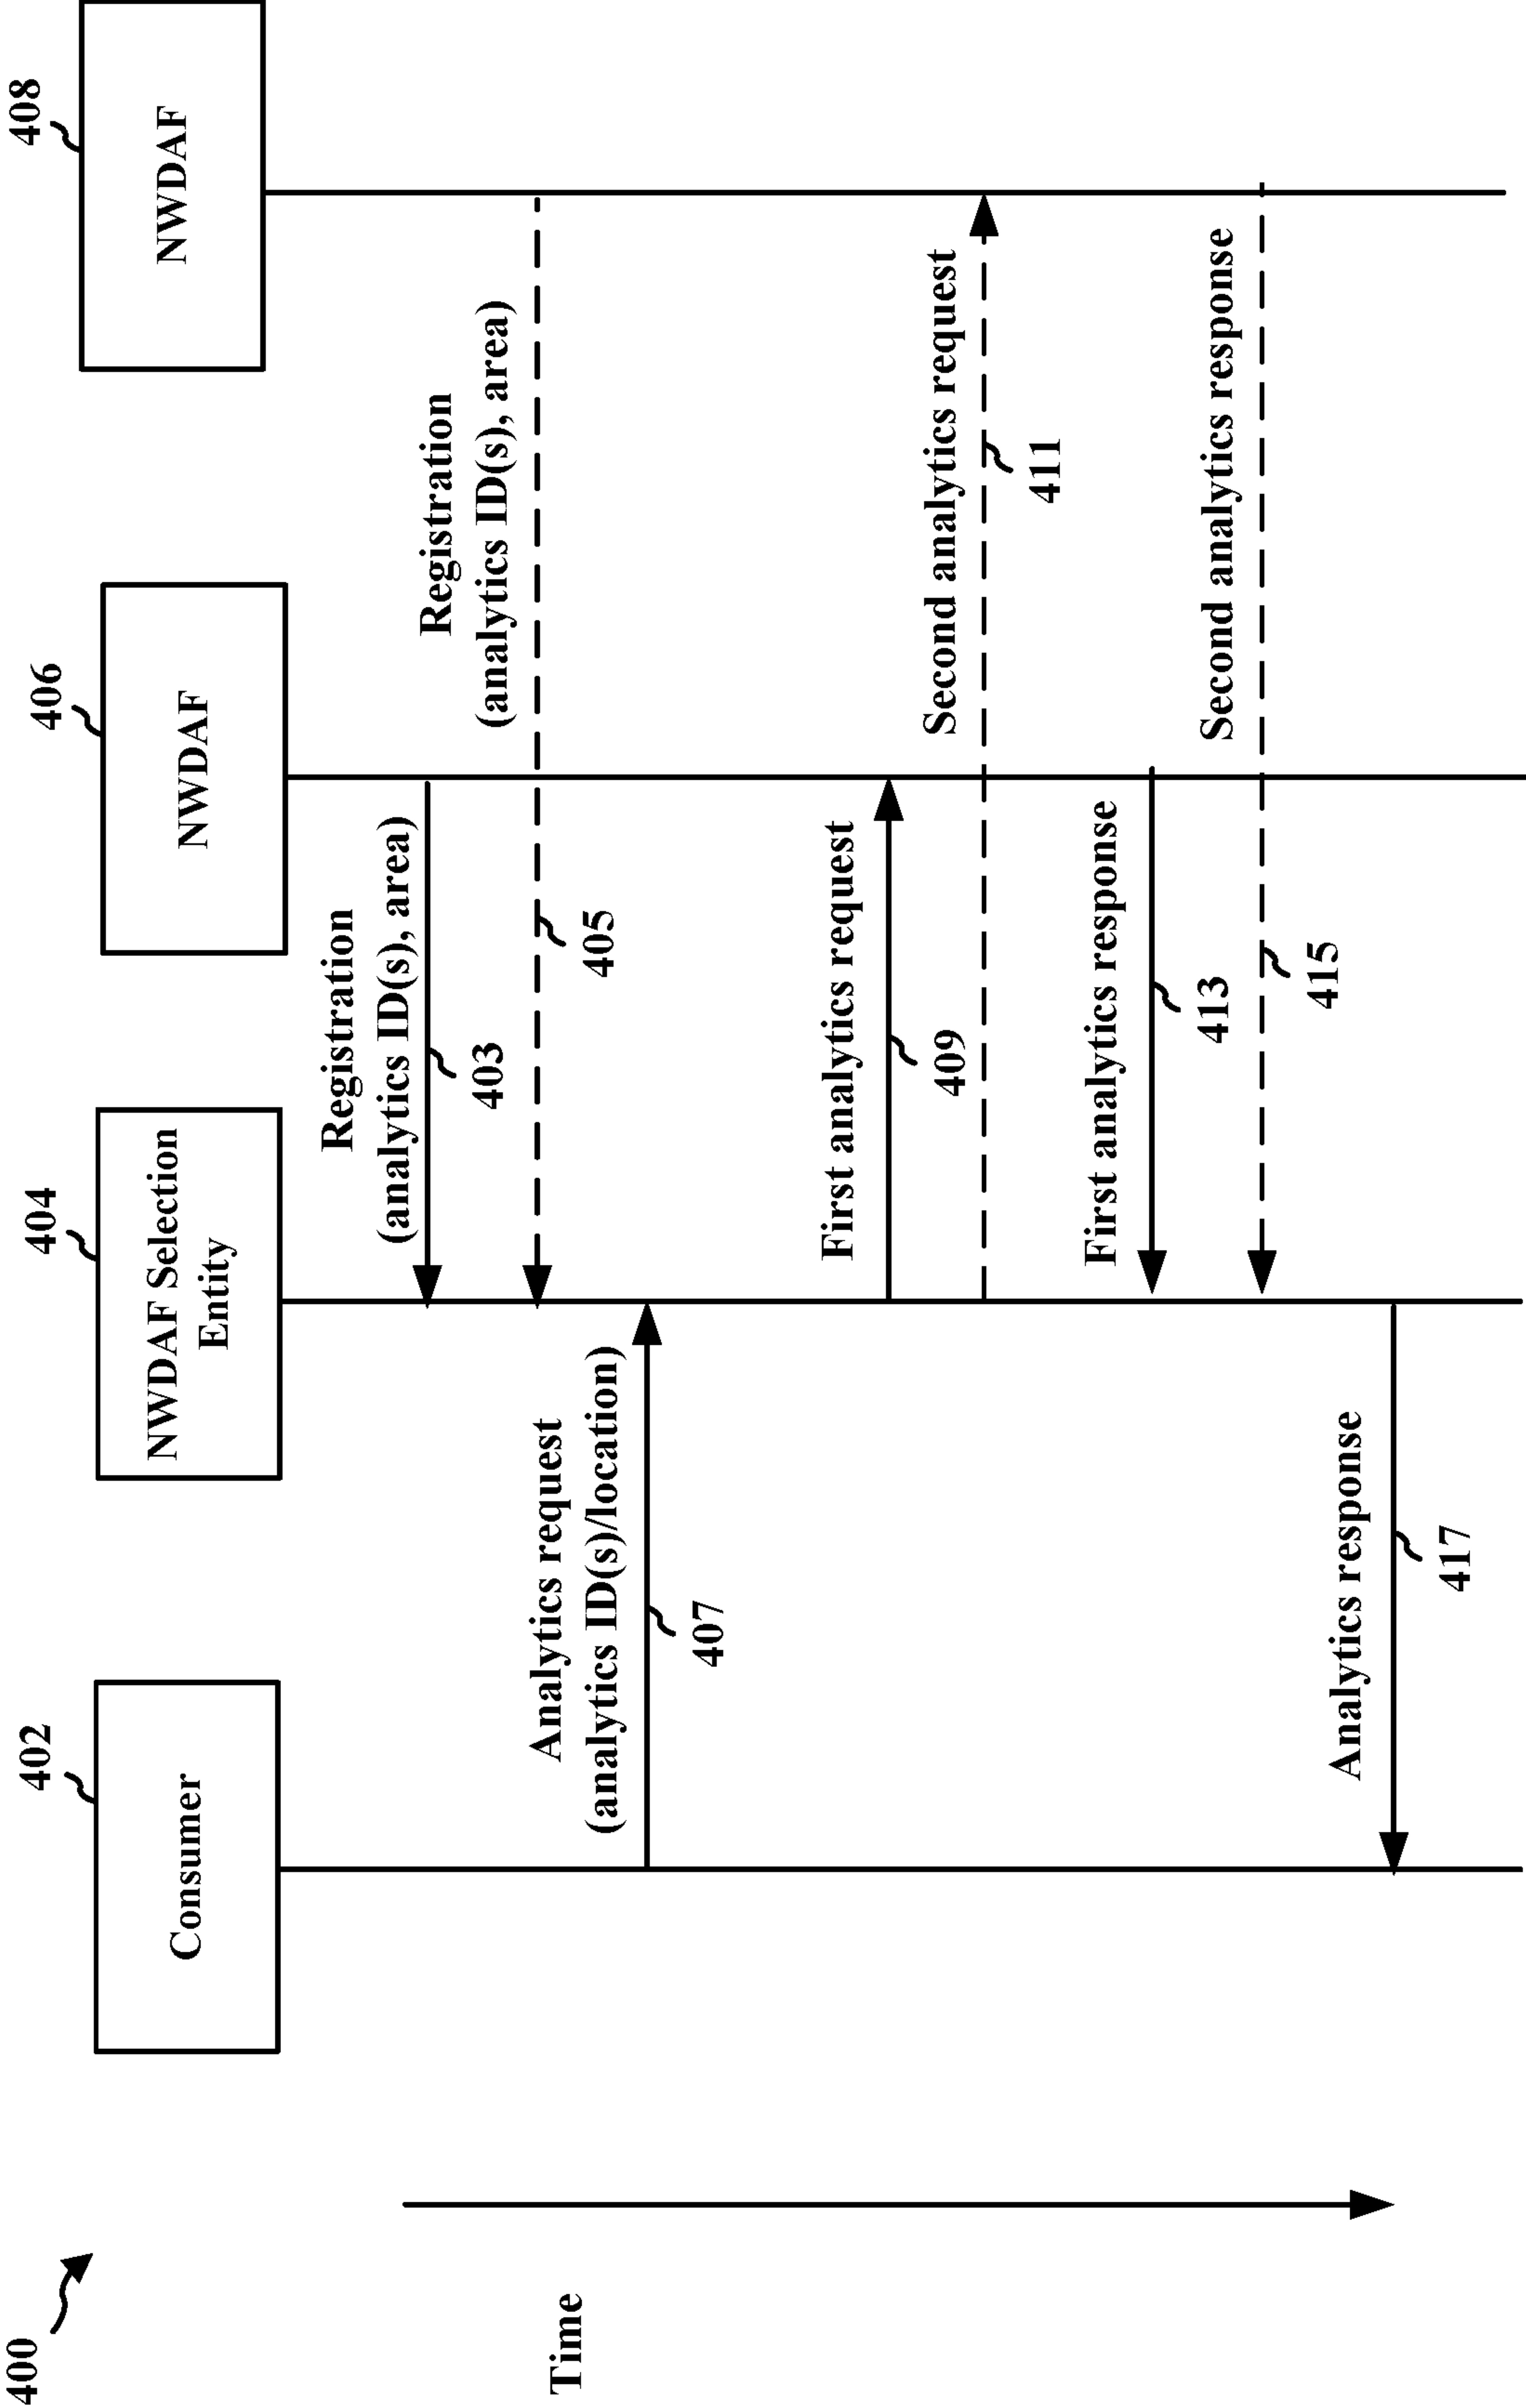 400
402
404
406
408
Consumer
NWDAF Selection
Entity
NWDAF
NWDAF
Time
Registration
(analytics ID(s), area)
403
Registration
(analytics ID(s), area)
405
Analytics request
(analytics ID(s)/location)
407
First analytics request
409
Second analytics request
411
First analytics response
413
Second analytics response
415
Analytics response
417